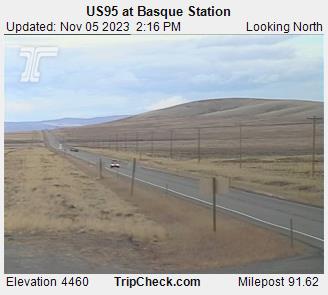 US95 at Basque Station
Updated: Nov 05 2023 2:16 PM Looking North
Elevation 4460 TripCheck.com Milepost 91.62